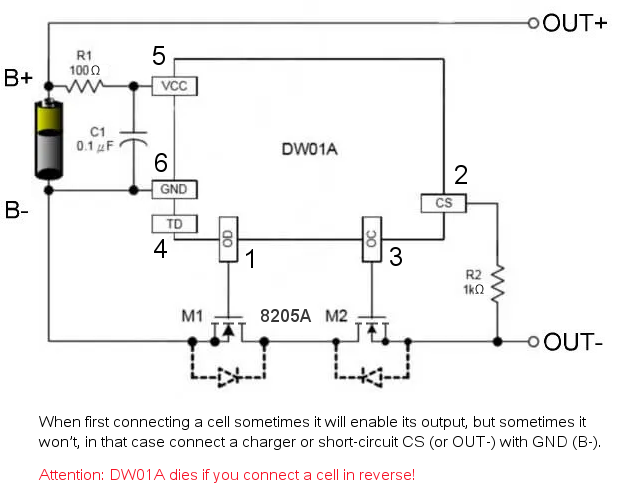 OUT+
R1
100Ω
5
B+
VCC
C1
0.1µF
DW01A
6
2
GND
CS
B-
TD
OD
OC
4
1
3
R2
1kΩ
M1
8205A
M2
OUT-
When first connecting a cell sometimes it will enable its output, but sometimes it
won't, in that case connect a charger or short-circuit CS (or OUT-) with GND (B-).
Attention: DW01A dies if you connect a cell in reverse!